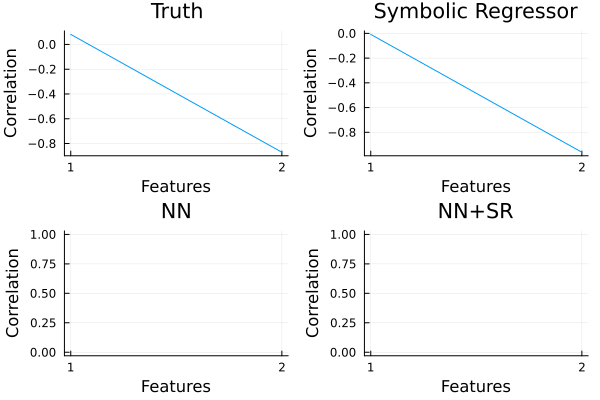 Truth
Correlation
0.0
−0.2
−0.4
−0.6
−0.8
1
2
Features
Symbolic Regressor
Correlation
0.0
−0.2
−0.4
−0.6
−0.8
1
2
Features
NN
Correlation
1.00
0.75
0.50
0.25
0.00
1
2
Features
NN+SR
Correlation
1.00
0.75
0.50
0.25
0.00
1
2
Features